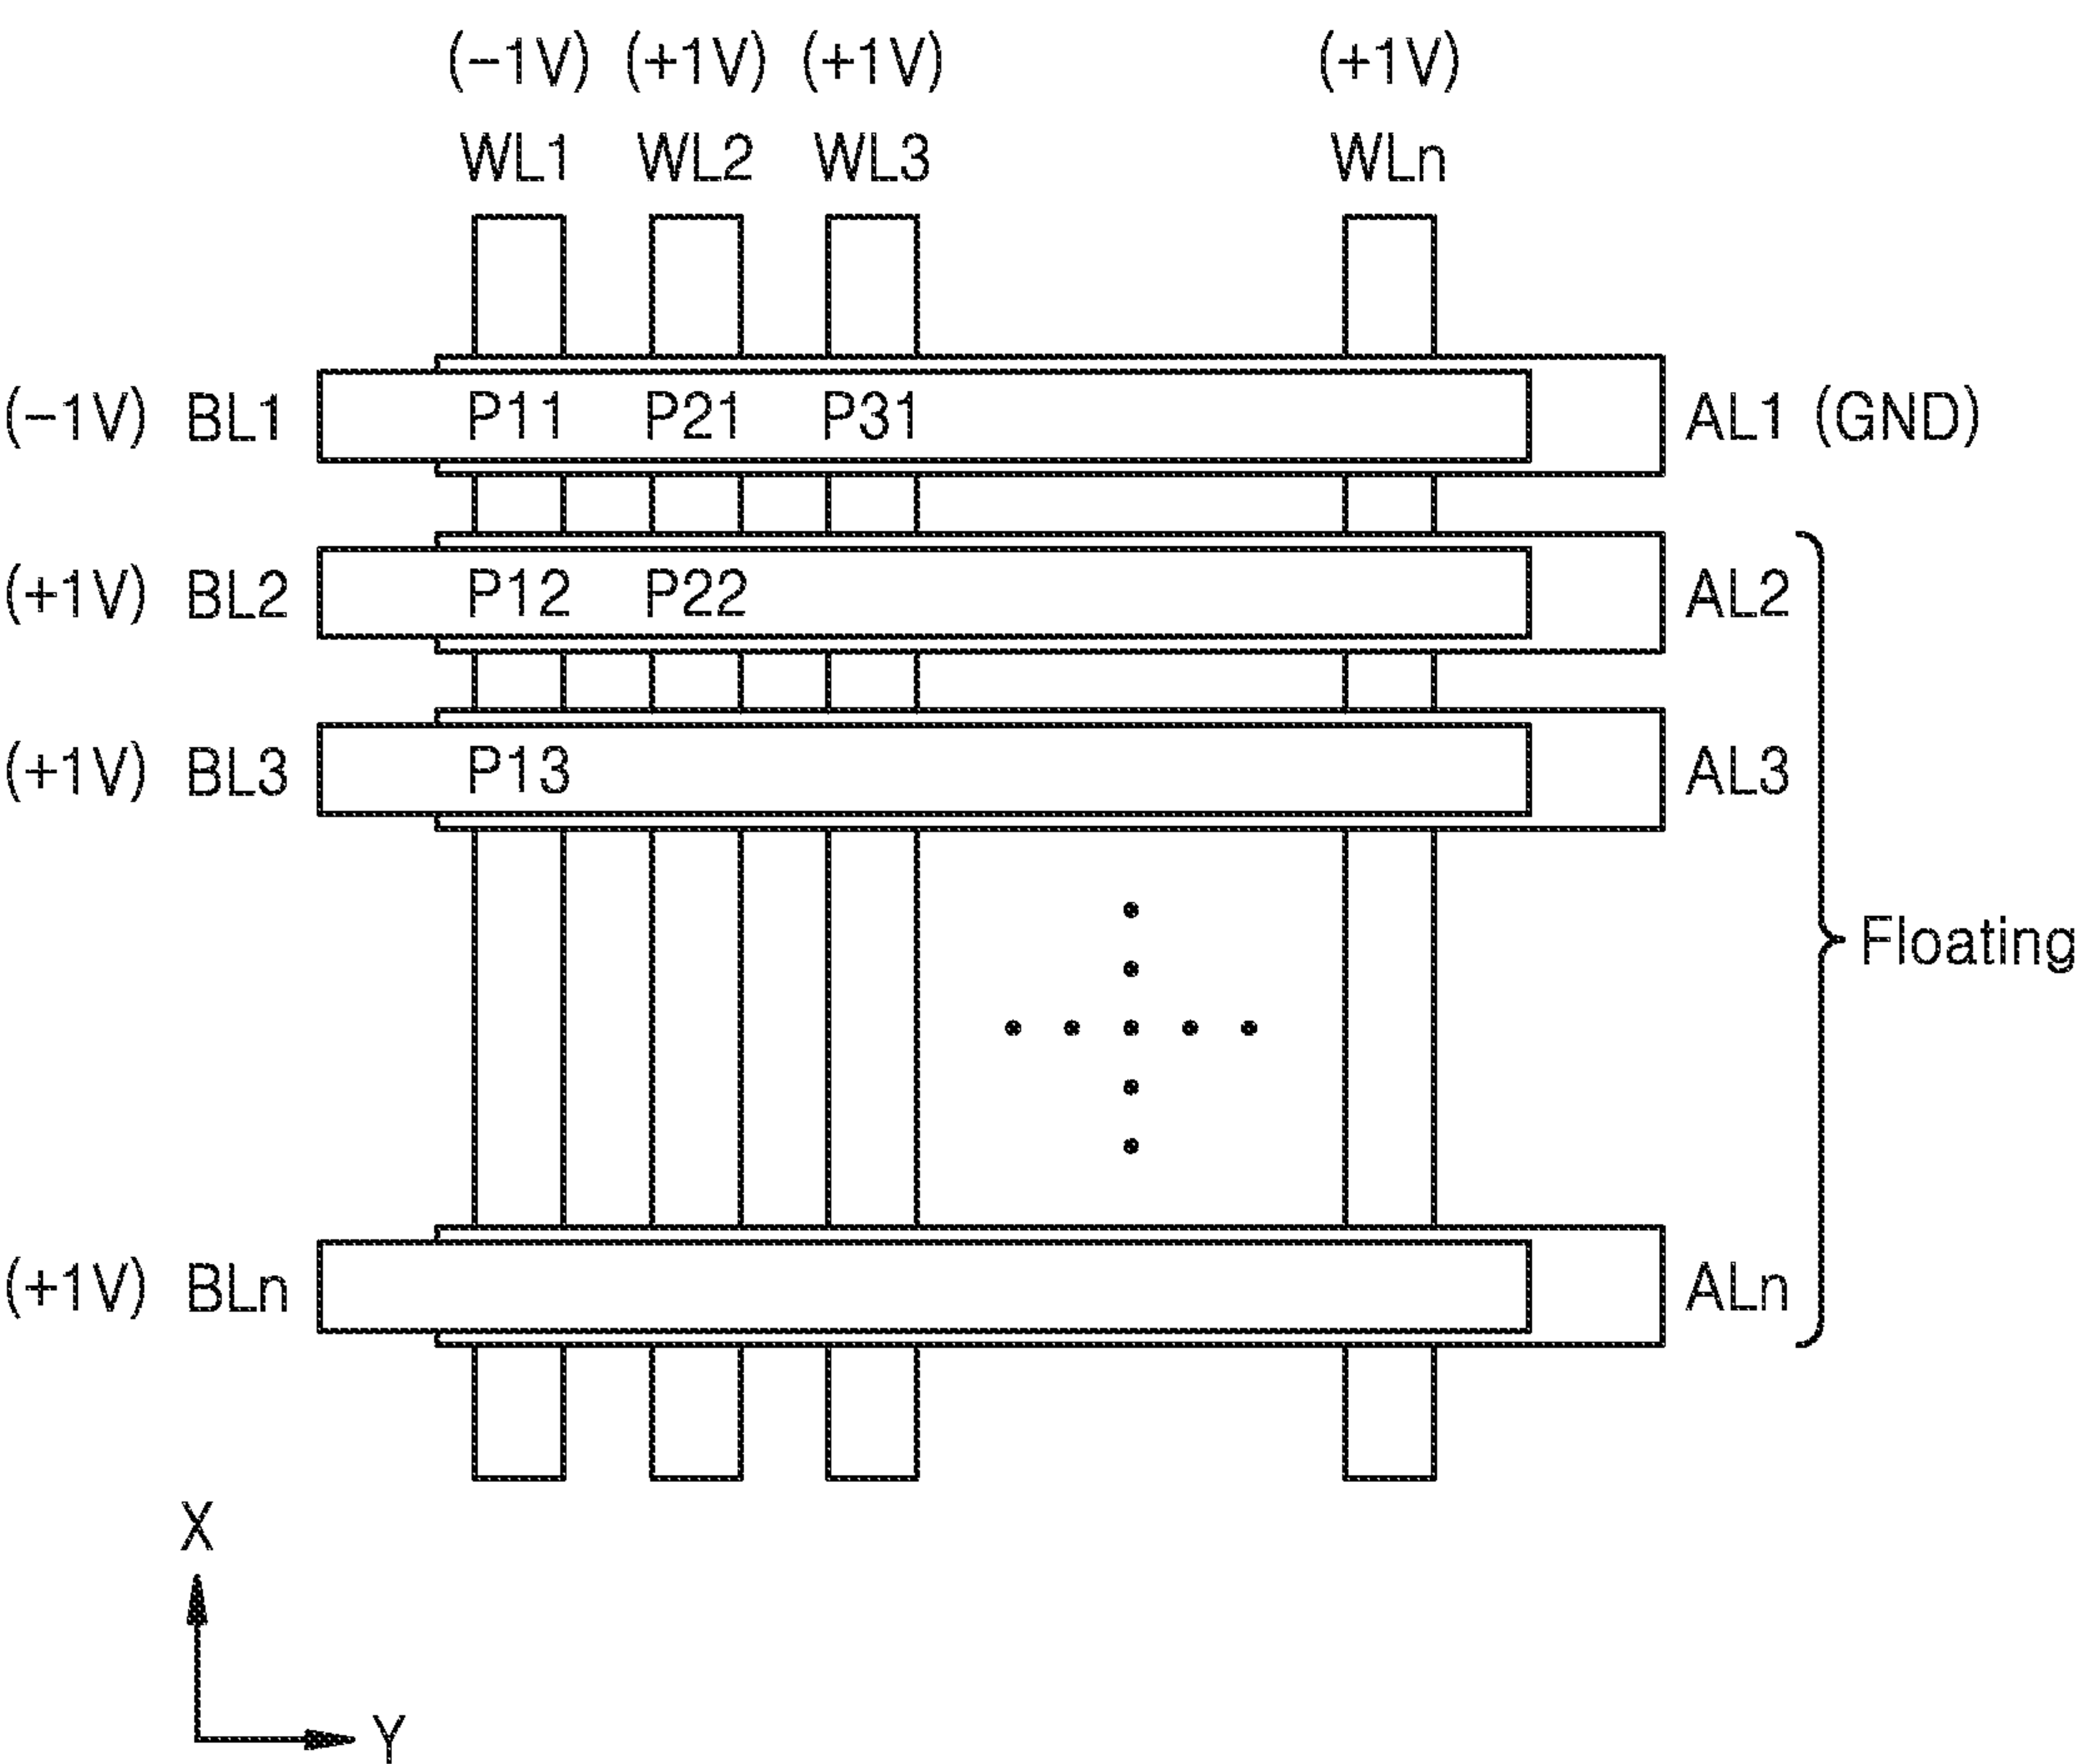 (-1V) (+1V) (+1V) (+1V)
WL1 WL2 WL3 WLn
(-1V) BL1 P11 P21 P31 AL1 (GND)
(+1V) BL2 P12 P22 AL2
(+1V) BL3 P13 AL3
Floating
(+1V) BLn ALn
X
Y